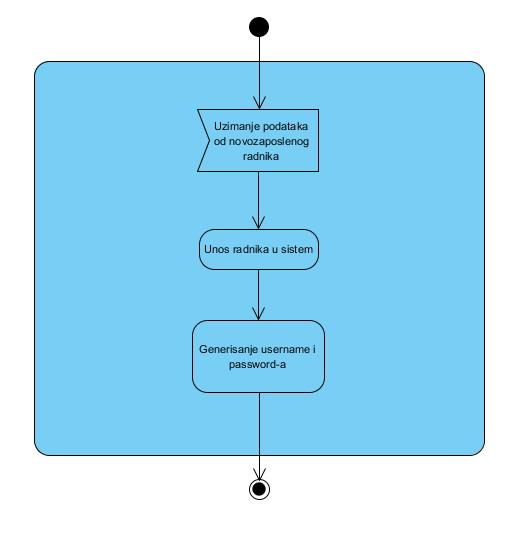 Uzimanje podataka
od novozaposlenog
radnika
Unos radnika u sistem
Generisanje username i
password-a